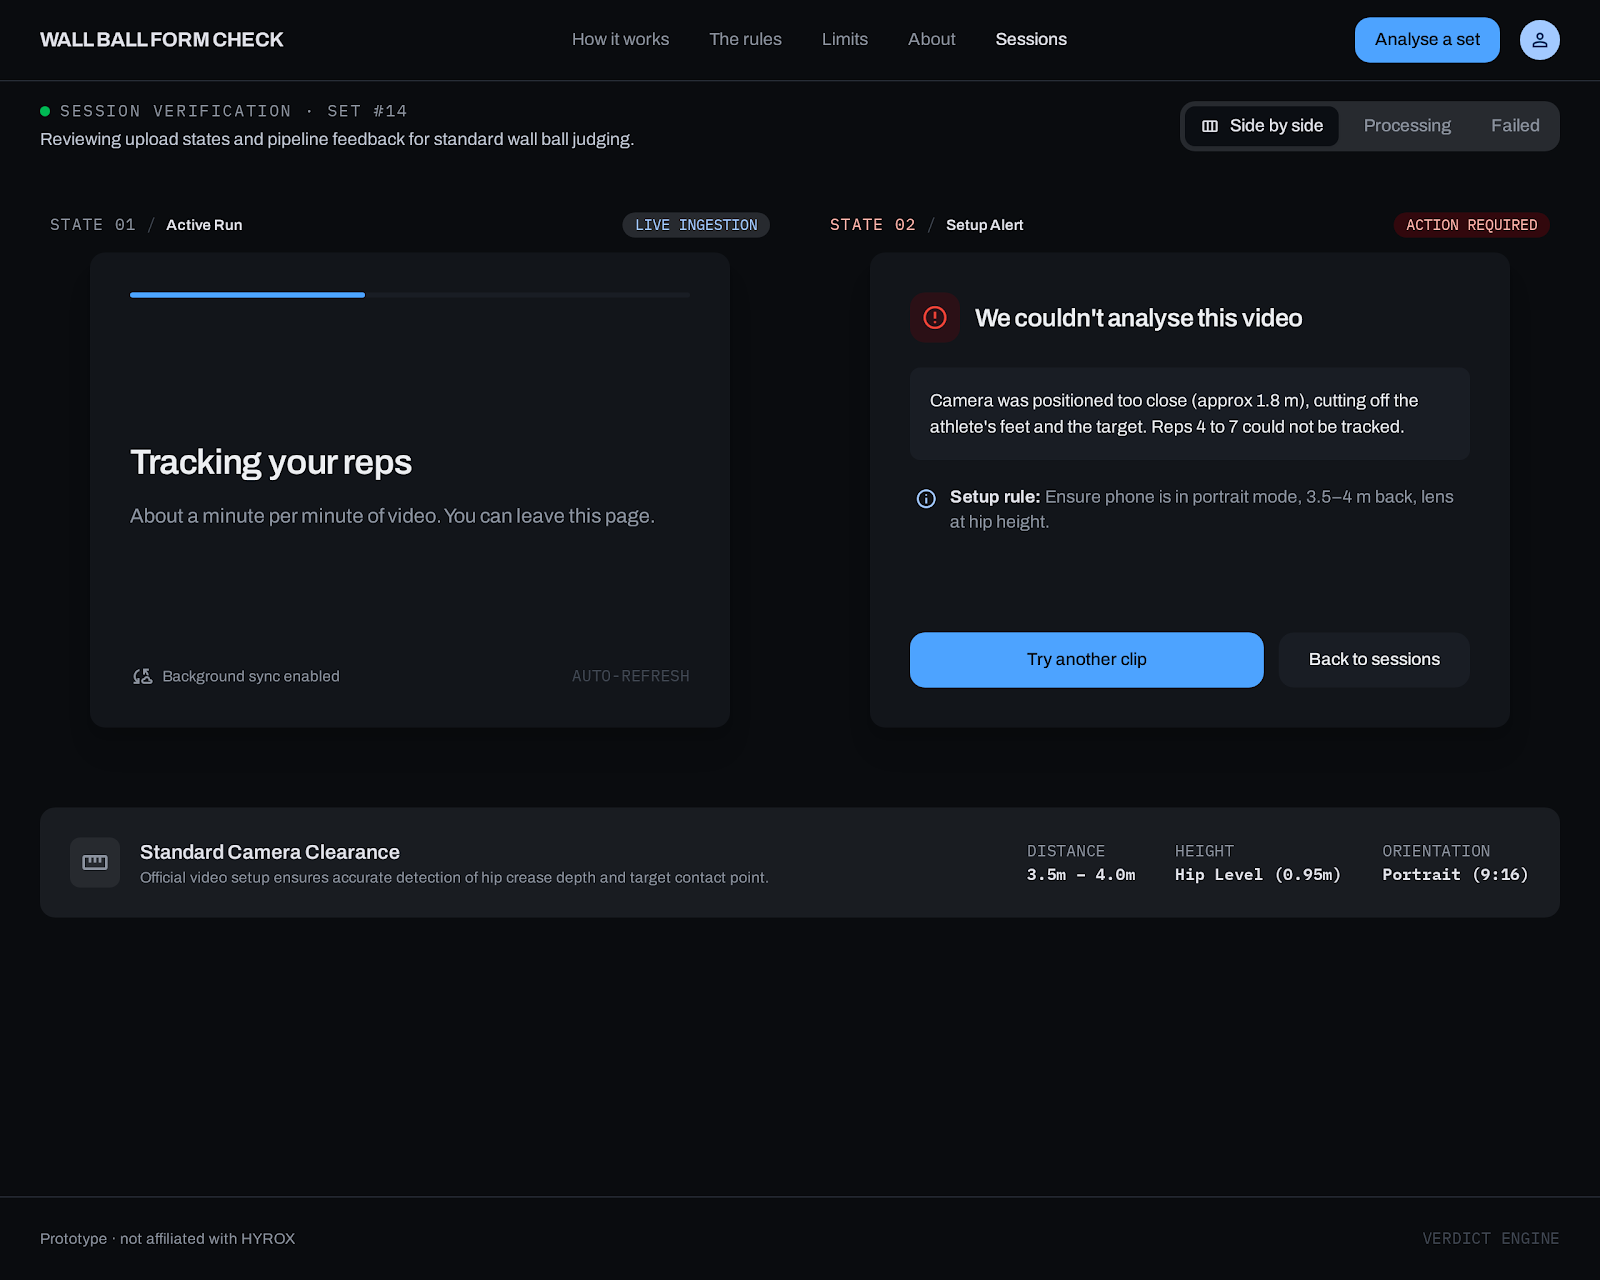 WALL BALL FORM CHECK
How it works
The rules
Limits
About
Sessions
Analyse a set
SESSION VERIFICATION · SET #14
Reviewing upload states and pipeline feedback for standard wall ball judging.
Side by side
Processing
Failed
STATE 01 / Active Run
LIVE INGESTION
Tracking your reps
About a minute per minute of video. You can leave this page.
Background sync enabled
AUTO-REFRESH
STATE 02 / Setup Alert
ACTION REQUIRED
We couldn't analyse this video
Camera was positioned too close (approx 1.8 m), cutting off the
athlete's feet and the target. Reps 4 to 7 could not be tracked.
Setup rule: Ensure phone is in portrait mode, 3.5–4 m back, lens
at hip height.
Try another clip
Back to sessions
Standard Camera Clearance
Official video setup ensures accurate detection of hip crease depth and target contact point.
DISTANCE
3.5m – 4.0m
HEIGHT
Hip Level (0.95m)
ORIENTATION
Portrait (9:16)
Prototype · not affiliated with HYROX
VERDICT ENGINE